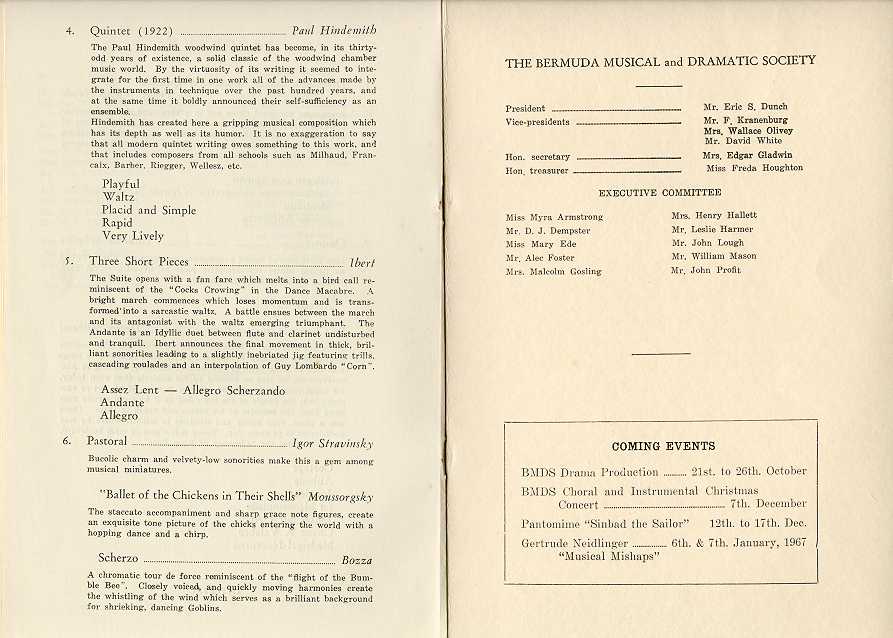 4. Quintet (1922) ........ Paul Hindemith
The Paul Hindemith woodwind quintet has become, in its thirty-
odd years of existence, a solid classic of the woodwind chamber
music world. By the virtuosity of its writing it seemed to inte-
grate for the first time in one work all of the advances made by
the instruments in technique over the past hundred years, and
at the same time it boldly announced their self-sufficiency as an
ensemble.
Hindemith has created here a gripping musical composition which
has its depth as well as its humor. It is no exaggeration to say
that all modern quintet writing owes something to this work, and
that includes composers from all schools such as Milhaud, Fran-
caix, Barber, Riegger, Wellesz, etc.
Playful
Waltz
Placid and Simple
Rapid
Very Lively
5. Three Short Pieces ........ Ibert
The Suite opens with a fan fare which melts into a bird call re-
miniscent of the "Cocks Crowing" in the Dance Macabre. A
bright march commences which loses momentum and is trans-
formed into a sarcastic waltz. A battle ensues between the march
and its antagonist with the waltz emerging triumphant. The
Andante is an Idyllic duet between flute and clarinet undisturbed
and tranquil. Ibert announces the final movement in thick, bril-
liant sonorities leading to a slightly inebriated jig featuring trills,
cascading roulades and an interpolation of Guy Lombardo "Corn".
Assez Lent — Allegro Scherzando
Andante
Allegro
6. Pastoral ........ Igor Stravinsky
Bucolic charm and velvety-low sonorities make this a gem among
musical miniatures.
"Ballet of the Chickens in Their Shells" Moussorgsky
The staccato accompaniment and sharp grace note figures, create
an exquisite tone picture of the chicks entering the world with a
hopping dance and a chirp.
Scherzo ........ Bozza
A chromatic tour de force reminiscent of the "flight of the Bum-
ble Bee". Closely voiced, and quickly moving harmonies create
the whistling of the wind which serves as a brilliant background
for shrieking, dancing Goblins.
THE BERMUDA MUSICAL and DRAMATIC SOCIETY
President ........ Mr. Eric S. Dunch
Vice-presidents ........ Mr. F. Kranenburg
Mrs. Wallace Olivey
Mr. David White
Hon. secretary ........ Mrs. Edgar Gladwin
Hon. treasurer ........ Miss Freda Houghton
EXECUTIVE COMMITTEE
Miss Myra Armstrong
Mr. D. J. Dempster
Miss Mary Ede
Mr. Alec Foster
Mrs. Malcolm Gosling
Mrs. Henry Hallett
Mr. Leslie Harmer
Mr. John Lough
Mr. William Mason
Mr. John Profit
COMING EVENTS
BMDS Drama Production ........ 21st. to 26th. October
BMDS Choral and Instrumental Christmas
Concert ........ 7th. December
Pantomime "Sinbad the Sailor" 12th. to 17th. Dec.
Gertrude Neidlinger ........ 6th. & 7th. January, 1967
"Musical Mishaps"